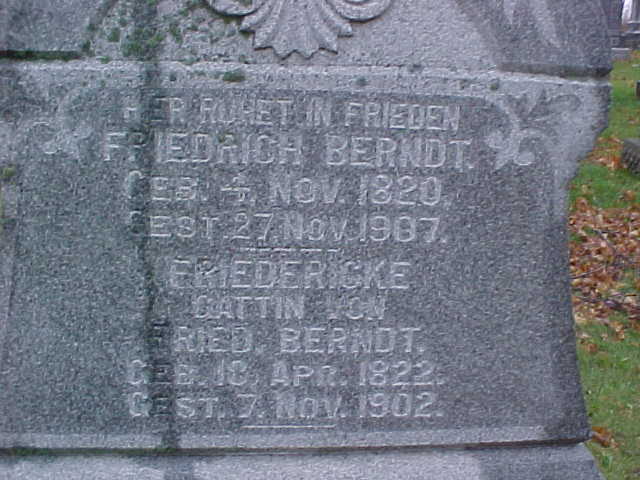 HIER RUHET IN FRIEDEN
FRIEDRICH BERNDT.
GEB. 4. NOV. 1820.
GEST. 27. NOV. 1907.
FRIEDERICKE
GATTIN VON
FRIED. BERNDT.
GEB. 10. APR. 1822.
GEST. 7. NOV. 1902.